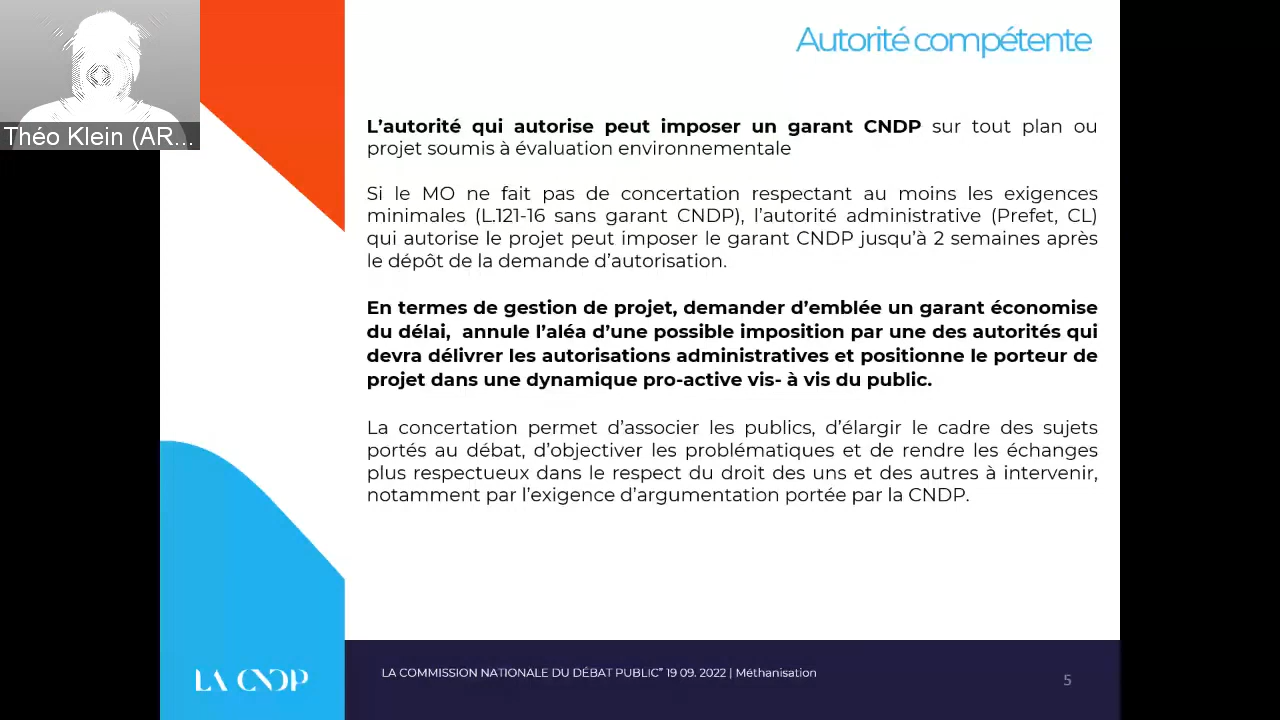 Autorité compétente
Théo Klein (AR...
L’autorité qui autorise peut imposer un garant CNDP sur tout plan ou
projet soumis à évaluation environnementale
Si le MO ne fait pas de concertation respectant au moins les exigences
minimales (L.121-16 sans garant CNDP), l’autorité administrative (Prefet, CL)
qui autorise le projet peut imposer le garant CNDP jusqu’à 2 semaines après
le dépôt de la demande d’autorisation.
En termes de gestion de projet, demander d’emblée un garant économise
du délai,  annule l’aléa d’une possible imposition par une des autorités qui
devra délivrer les autorisations administratives et positionne le porteur de
projet dans une dynamique pro-active vis- à vis du public.
La concertation permet d’associer les publics, d’élargir le cadre des sujets
portés au débat, d’objectiver les problématiques et de rendre les échanges
plus respectueux dans le respect du droit des uns et des autres à intervenir,
notamment par l’exigence d’argumentation portée par la CNDP.
LA CNDP
LA COMMISSION NATIONALE DU DÉBAT PUBLIC" 19 09. 2022 | Méthanisation
5